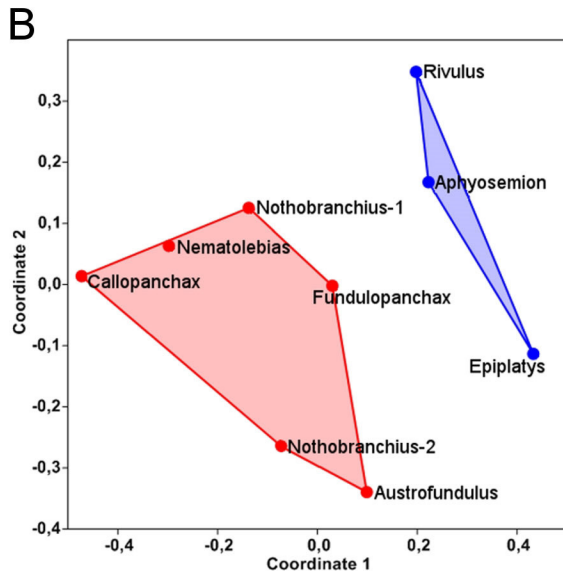 B
Coordinate 2
0,3
0,2
0,1
0,0
-0,1
-0,2
-0,3
-0,4
Rivulus
Aphyosemion
Nothobranchius-1
Nematolebias
Callopanchax
Fundulopanchax
Epiplatys
Nothobranchius-2
Austrofundulus
-0,4 -0,2 0,0 0,2 0,4
Coordinate 1